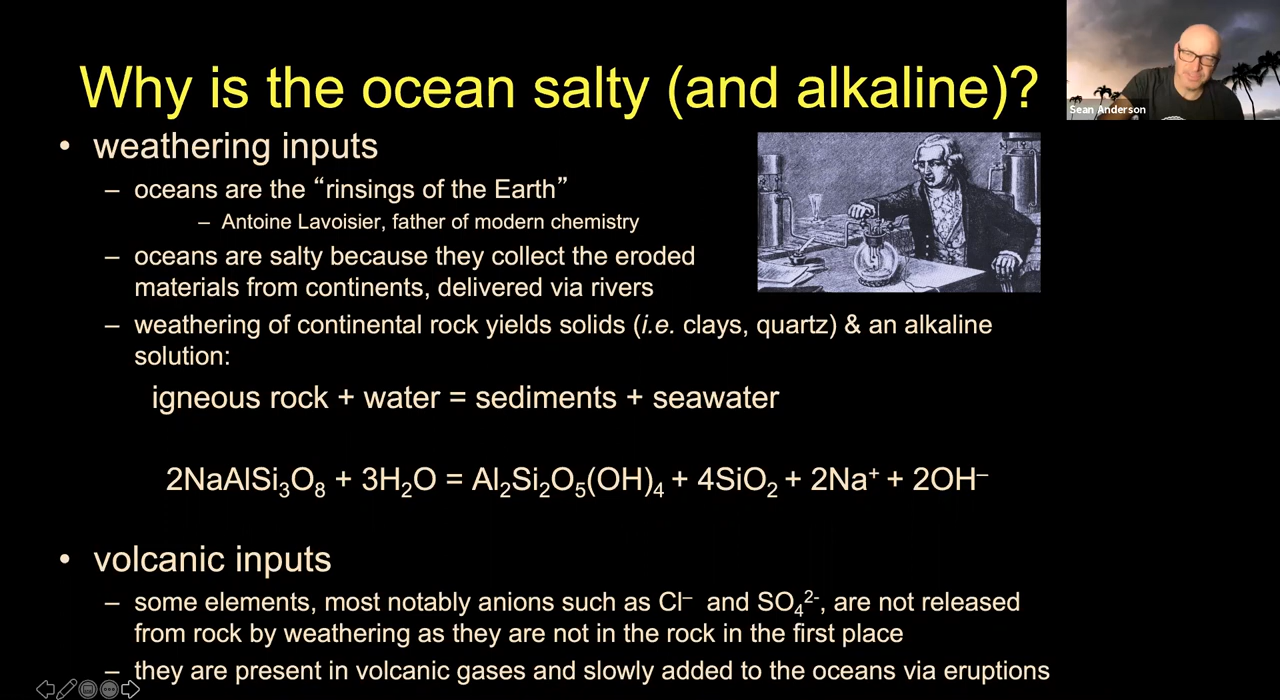 Why is the ocean salty (and alkaline)?
Sean Anderson
• weathering inputs
– oceans are the “rinsings of the Earth”
– Antoine Lavoisier, father of modern chemistry
– oceans are salty because they collect the eroded
materials from continents, delivered via rivers
– weathering of continental rock yields solids (i.e. clays, quartz) & an alkaline
solution:
igneous rock + water = sediments + seawater
2NaAlSi₃O₈ + 3H₂O = Al₂Si₂O₅(OH)₄ + 4SiO₂ + 2Na⁺ + 2OH⁻
• volcanic inputs
– some elements, most notably anions such as Cl⁻ and SO₄²⁻, are not released
from rock by weathering as they are not in the rock in the first place
– they are present in volcanic gases and slowly added to the oceans via eruptions